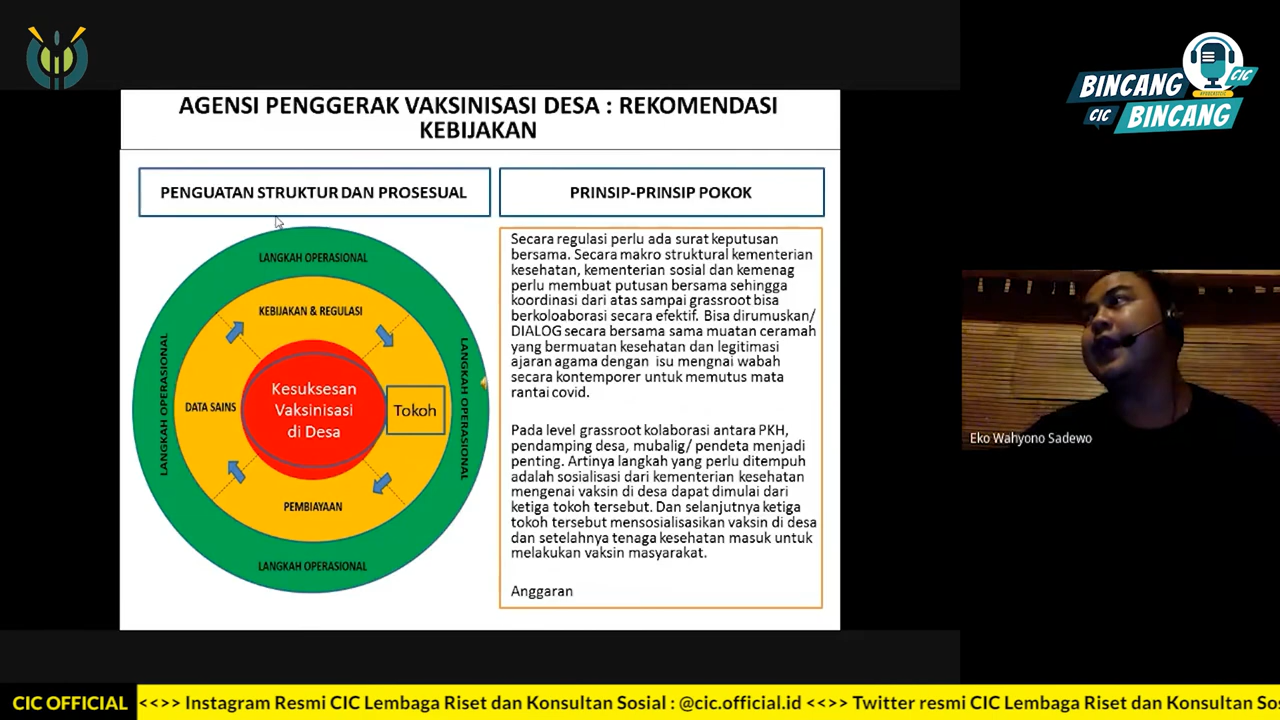 BINCANG
CIC
CIC
BINCANG
#PODCASTCIC
AGENSI PENGGERAK VAKSINISASI DESA : REKOMENDASI
KEBIJAKAN
PENGUATAN STRUKTUR DAN PROSESUAL
PRINSIP-PRINSIP POKOK
LANGKAH OPERASIONAL
KEBIJAKAN & REGULASI
LANGKAH OPERASIONAL
DATA SAINS
Kesuksesan
Vaksinisasi
di Desa
Tokoh
LANGKAH OPERASIONAL
PEMBIAYAAN
LANGKAH OPERASIONAL
Secara regulasi perlu ada surat keputusan
bersama. Secara makro struktural kementerian
kesehatan, kementerian sosial dan kemenag
perlu membuat putusan bersama sehingga
koordinasi dari atas sampai grassroot bisa
berkoloaborasi secara efektif. Bisa dirumuskan/
DIALOG secara bersama sama muatan ceramah
yang bermuatan kesehatan dan legitimasi
ajaran agama dengan isu mengnai wabah
secara kontemporer untuk memutus mata
rantai covid.
Pada level grassroot kolaborasi antara PKH,
pendamping desa, mubalig/ pendeta menjadi
penting. Artinya langkah yang perlu ditempuh
adalah sosialisasi dari kementerian kesehatan
mengenai vaksin di desa dapat dimulai dari
ketiga tokoh tersebut. Dan selanjutnya ketiga
tokoh tersebut mensosialisasikan vaksin di desa
dan setelahnya tenaga kesehatan masuk untuk
melakukan vaksin masyarakat.
Anggaran
Eko Wahyono Sadewo
CIC OFFICIAL
<<>> Instagram Resmi CIC Lembaga Riset dan Konsultan Sosial : @cic.official.id <<>> Twitter resmi CIC Lembaga Riset dan Konsultan So